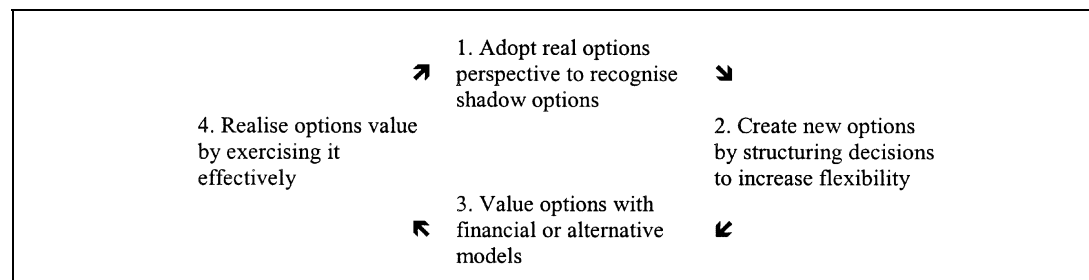 1. Adopt real options
perspective to recognise
shadow options
2. Create new options
by structuring decisions
to increase flexibility
3. Value options with
financial or alternative
models
4. Realise options value
by exercising it
effectively